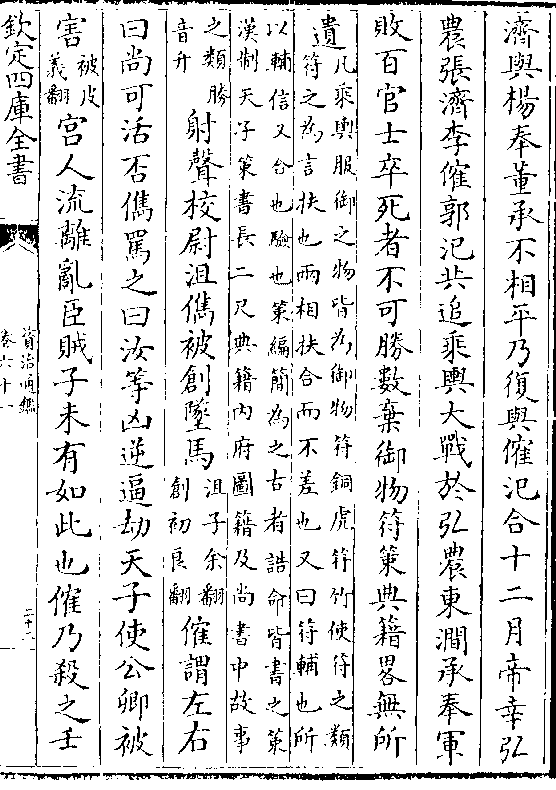 濟與楊奉董承不相平乃復與傕汜合十二月帝幸弘
農張濟李傕郭汜共追乘輿大戰於弘農東澗承奉軍
敗百官士卒死者不可勝數棄御物符策典籍畧無所
遺凡乘輿服御之物皆為御物符銅虎符竹使符之類
符之為言扶也兩相扶合而不差也又曰符輔也所
以輔信又合也驗也策編簡為之古者誥命皆書之策
漢制天子策書長二尺典籍內府圖籍及尚書中故事
之類勝
音升
射聲校尉沮儁被創墜馬
沮子余翻
創初良翻
傕謂左右
曰尚可活否儁罵之曰汝等凶逆逼劫天子使公卿被
害
被皮
義翻
宮人流離亂臣賊子未有如此也傕乃殺之壬
欽定四庫全書
資治通鑑
卷六十一
二十二